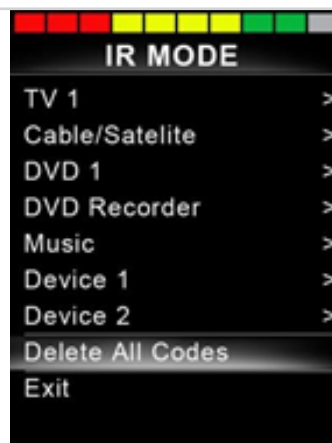 IR MODE
TV 1 >
Cable/Satelite >
DVD 1 >
DVD Recorder >
Music >
Device 1 >
Device 2 >
Delete All Codes
Exit